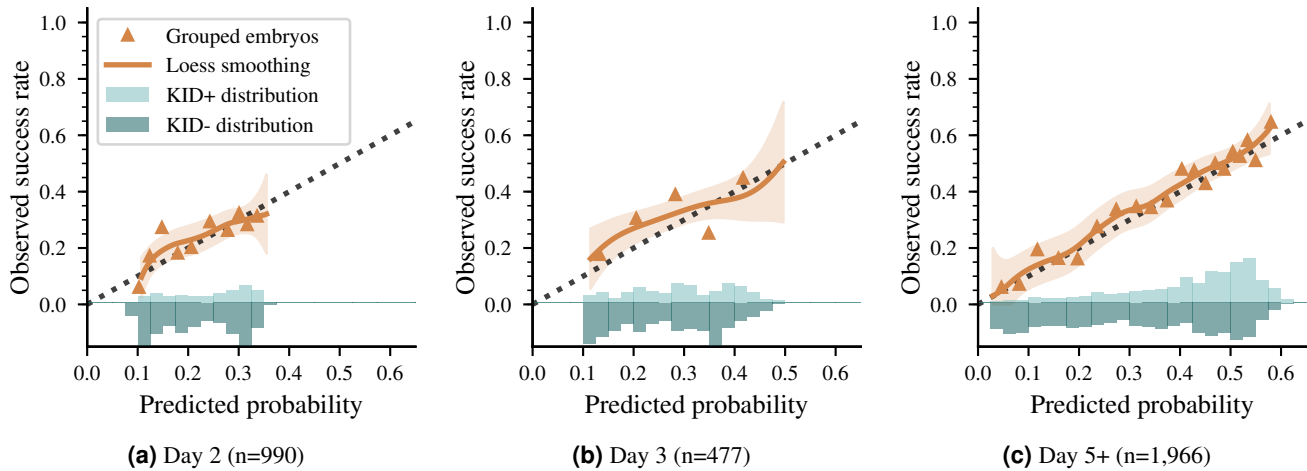 1.0
0.8
0.6
0.4
0.2
0.0
Observed success rate
Grouped embryos
Loess smoothing
KID+ distribution
KID- distribution
0.0 0.1 0.2 0.3 0.4 0.5 0.6
Predicted probability
(a) Day 2 (n=990)
1.0
0.8
0.6
0.4
0.2
0.0
Observed success rate
0.0 0.1 0.2 0.3 0.4 0.5 0.6
Predicted probability
(b) Day 3 (n=477)
1.0
0.8
0.6
0.4
0.2
0.0
Observed success rate
0.0 0.1 0.2 0.3 0.4 0.5 0.6
Predicted probability
(c) Day 5+ (n=1,966)